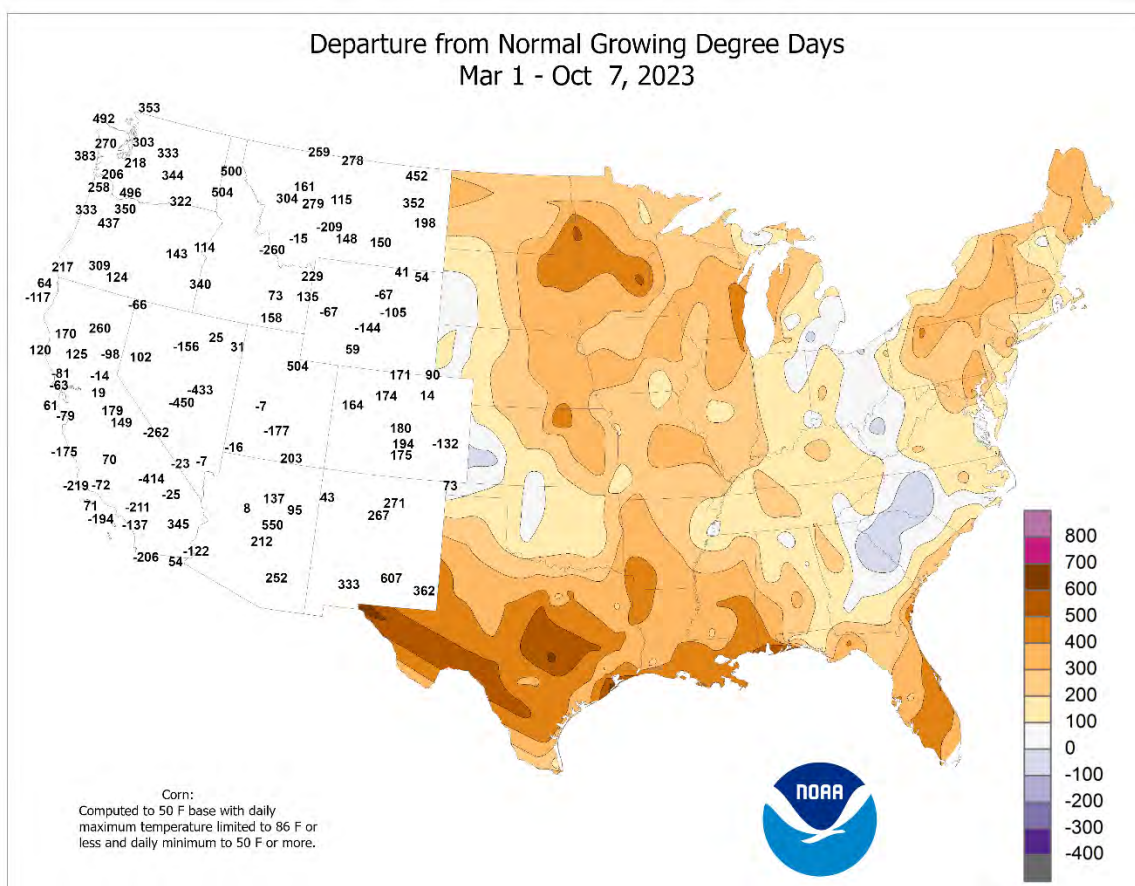 Departure from Normal Growing Degree Days
Mar 1 - Oct 7, 2023
353
492
270 303
383 333
218
206 344 500
258 496 504
333 350 322
437
259
278
452
161
304 279 115 352
198
-209
-15 148 150
-260
143 114
217 309
64 124 340
-117
229
41 54
73 135 -67
-66 158 -67 -105
-144
170 260
120 125 -98 102 -156 25 31
59
-81 -14
-63 19
504
171 90
-433
-450
61 179
-79 149 -262
-7
164 174 14
-177
180
194 -132
175
-175 70
-23 -7 -16
203
-414
-219 -72 -25
71 -211
-194 -137 345
73
137 43
8 95 271
550 267
212
-206 54 -122
252
333 607 362
800
700
600
500
400
300
200
100
0
-100
-200
-300
-400
Corn:
Computed to 50 F base with daily
maximum temperature limited to 86 F or
less and daily minimum to 50 F or more.
NOAA